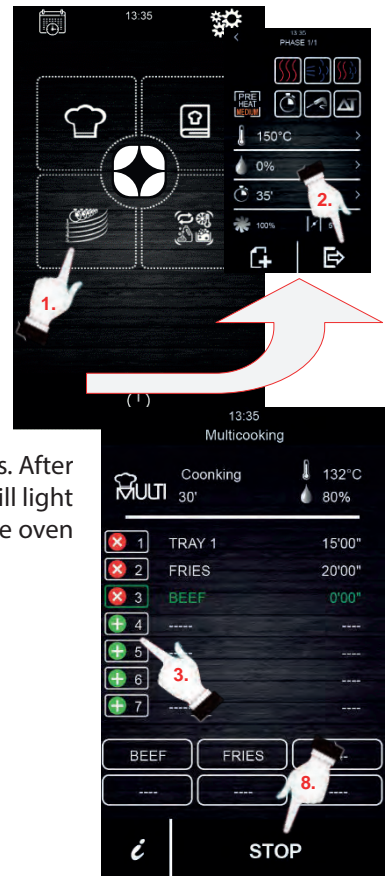 13:35
13:35
PHASE 1/1
PRE
HEAT
MEDIUM
ΔT
150°C
0%
35'
2.
100%
1.
s. After
ill light
e oven
13:35
Multicooking
MULTI
Coonking
30'
132°C
80%
1 TRAY 1 15'00"
2 FRIES 20'00"
3 BEEF 0'00"
4 ----- ----
5 ----- ----
6 ----- ----
7 ----- ----
3.
BEEF FRIES
---- ---- ----
8.
i STOP